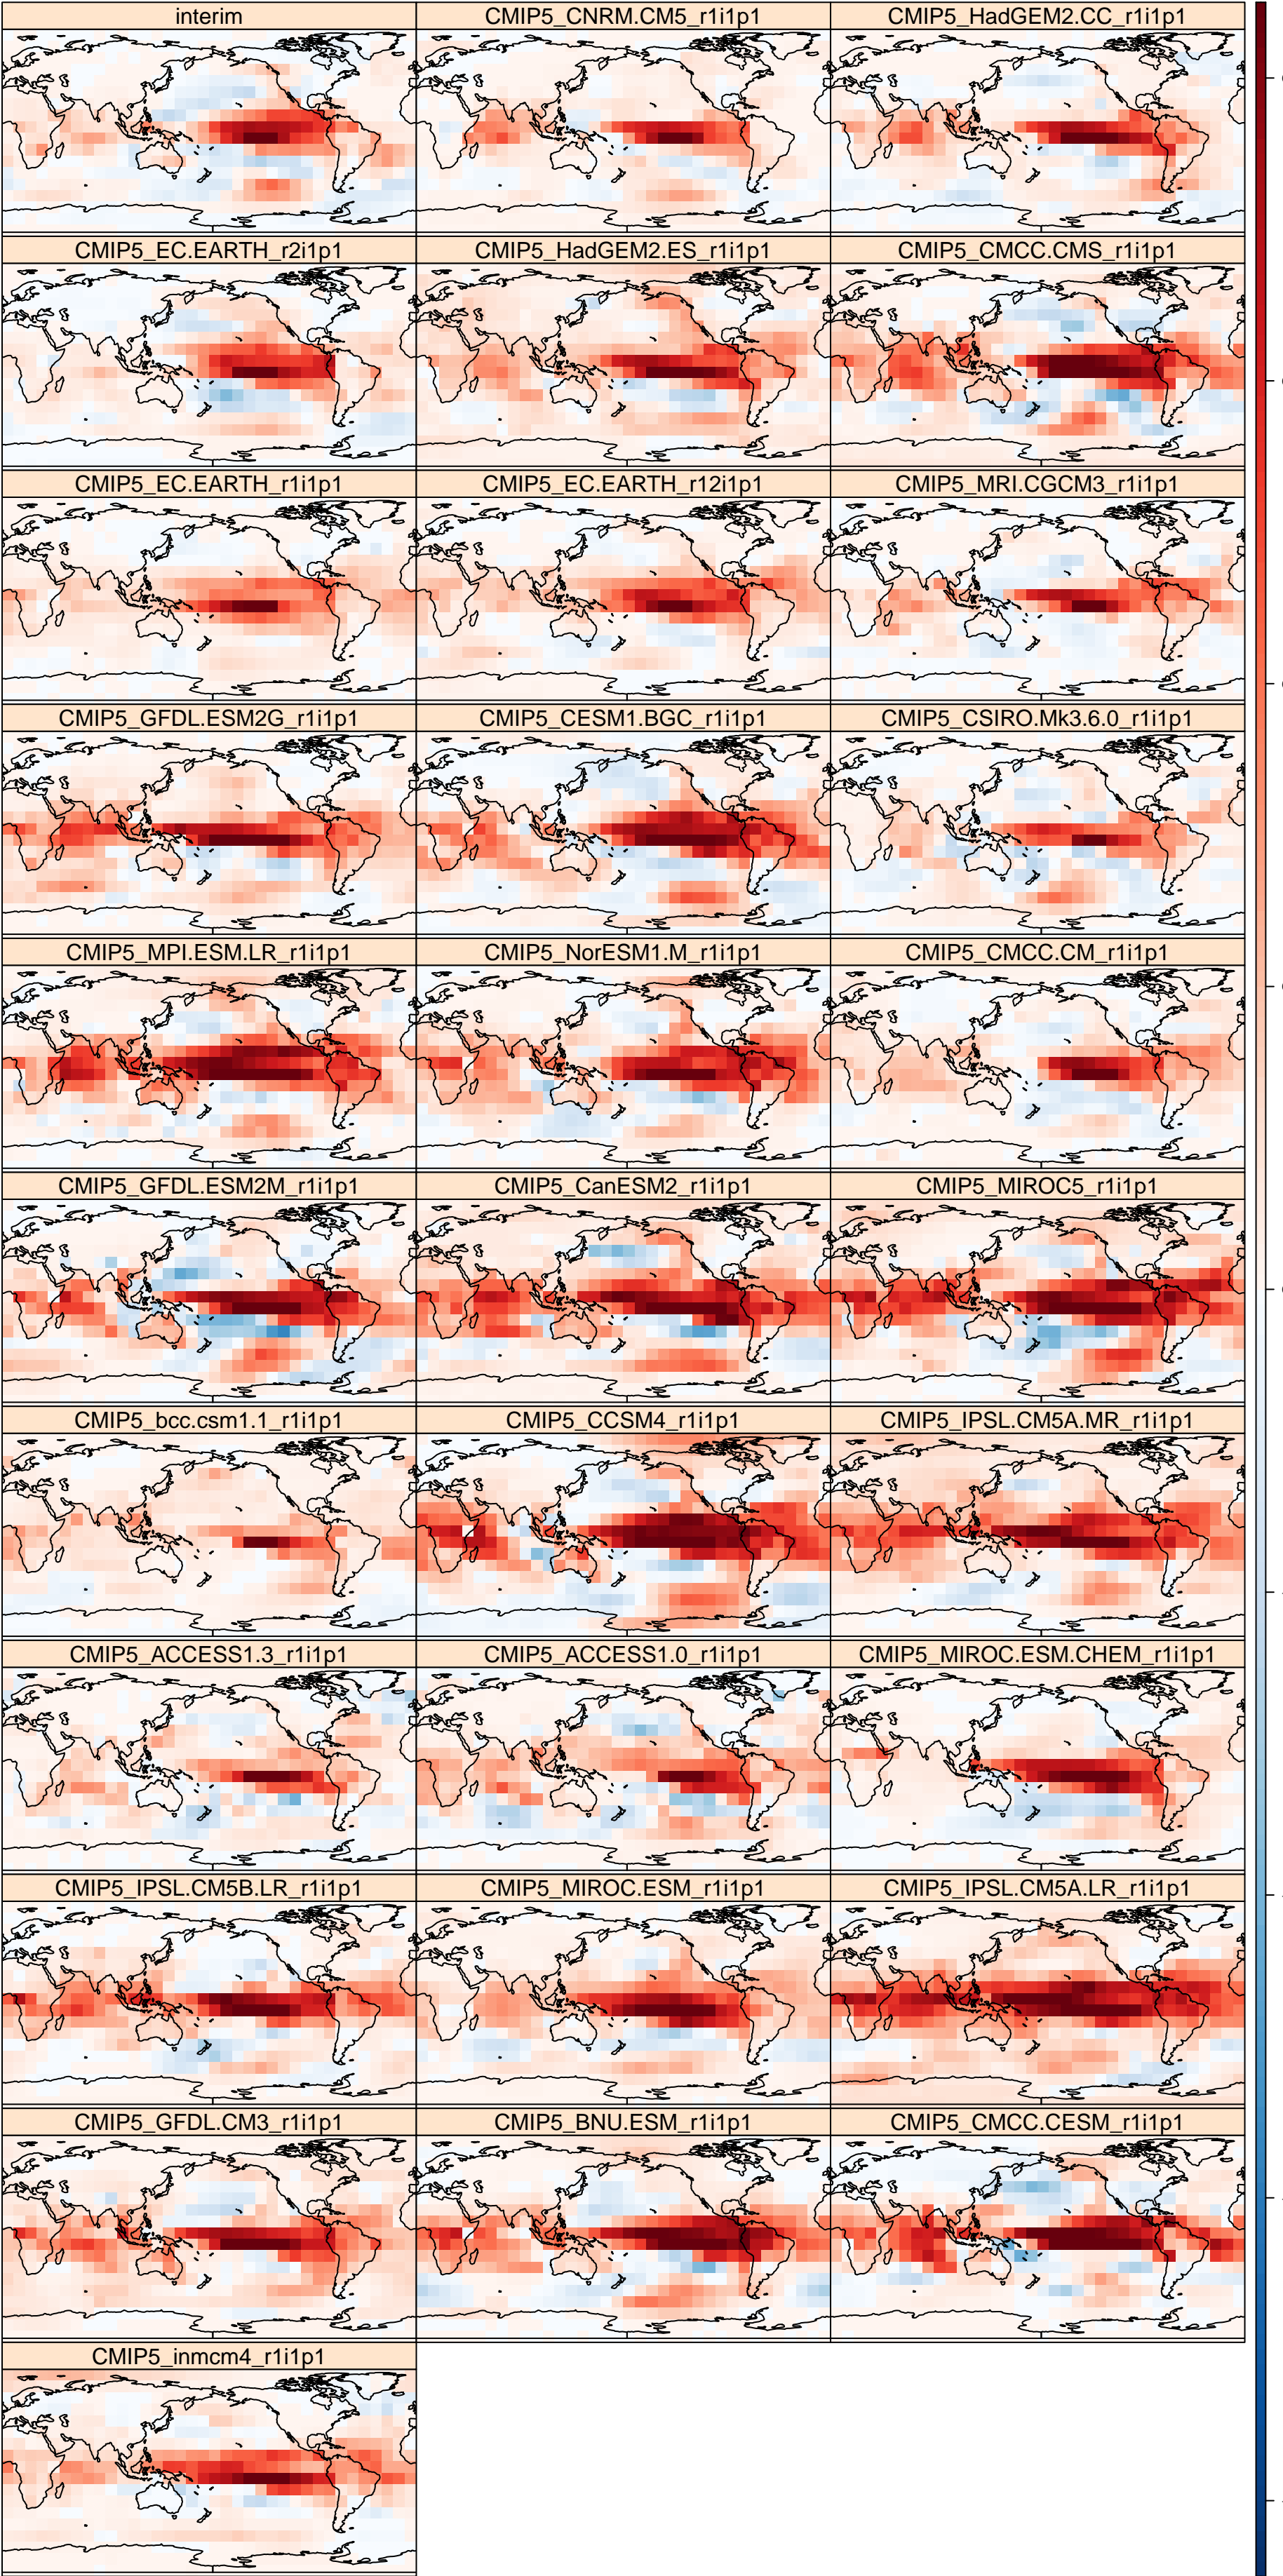 interim
CMIP5_CNRM.CM5_r1i1p1
CMIP5_HadGEM2.CC_r1i1p1
CMIP5_EC.EARTH_r2i1p1
CMIP5_HadGEM2.ES_r1i1p1
CMIP5_CMCC.CMS_r1i1p1
CMIP5_EC.EARTH_r1i1p1
CMIP5_EC.EARTH_r12i1p1
CMIP5_MRI.CGCM3_r1i1p1
CMIP5_GFDL.ESM2G_r1i1p1
CMIP5_CESM1.BGC_r1i1p1
CMIP5_CSIRO.Mk3.6.0_r1i1p1
CMIP5_MPI.ESM.LR_r1i1p1
CMIP5_NorESM1.M_r1i1p1
CMIP5_CMCC.CM_r1i1p1
CMIP5_GFDL.ESM2M_r1i1p1
CMIP5_CanESM2_r1i1p1
CMIP5_MIROC5_r1i1p1
CMIP5_bcc.csm1.1_r1i1p1
CMIP5_CCSM4_r1i1p1
CMIP5_IPSL.CM5A.MR_r1i1p1
CMIP5_ACCESS1.3_r1i1p1
CMIP5_ACCESS1.0_r1i1p1
CMIP5_MIROC.ESM.CHEM_r1i1p1
CMIP5_IPSL.CM5B.LR_r1i1p1
CMIP5_MIROC.ESM_r1i1p1
CMIP5_IPSL.CM5A.LR_r1i1p1
CMIP5_GFDL.CM3_r1i1p1
CMIP5_BNU.ESM_r1i1p1
CMIP5_CMCC.CESM_r1i1p1
CMIP5_inmcm4_r1i1p1